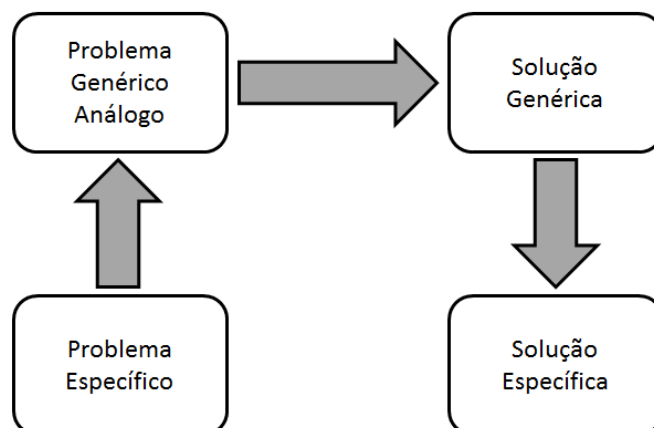 Problema
Genérico
Análogo
Solução
Genérica
Problema
Específico
Solução
Específica